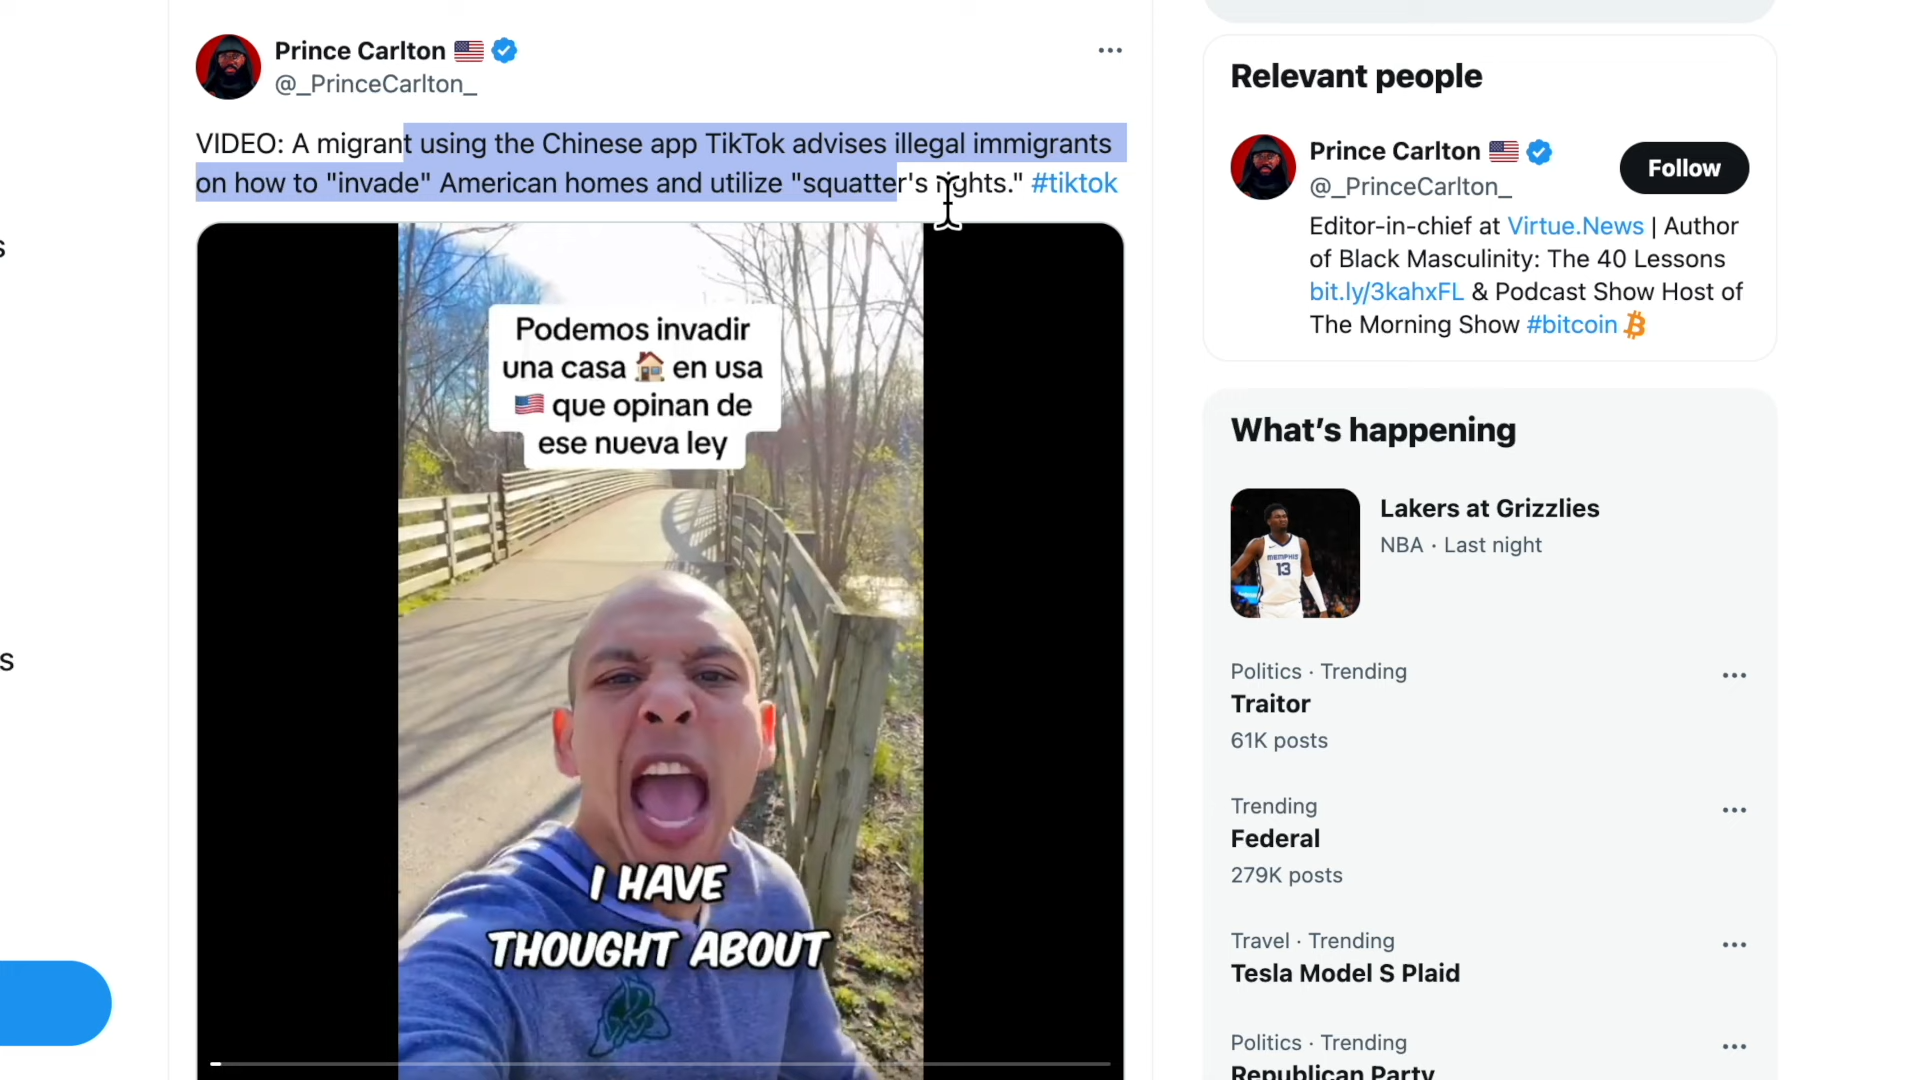 Prince Carlton 🇺🇸
@_PrinceCarlton_
VIDEO: A migrant using the Chinese app TikTok advises illegal immigrants
on how to "invade" American homes and utilize "squatter's rights." #tiktok
Podemos invadir
una casa 🏠 en usa
🇺🇸 que opinan de
ese nueva ley
I HAVE
THOUGHT ABOUT
Relevant people
Prince Carlton 🇺🇸
@_PrinceCarlton_
Follow
Editor-in-chief at Virtue.News | Author
of Black Masculinity: The 40 Lessons
bit.ly/3kahxFL & Podcast Show Host of
The Morning Show #bitcoin
What's happening
Lakers at Grizzlies
NBA · Last night
MEMPHIS
13
Politics · Trending
Traitor
61K posts
Trending
Federal
279K posts
Travel · Trending
Tesla Model S Plaid
Politics · Trending
Republican Party
s
s